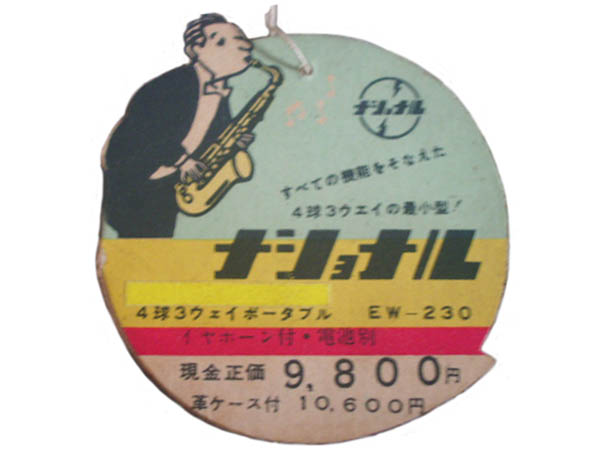 ナショナル
すべての機能をそなえた
4球3ウエイの最小型!
ナショナル
4球3ウェイポータブル EW-230
イヤホーン付・電池別
現金正価 9,800円
革ケース付 10,600円